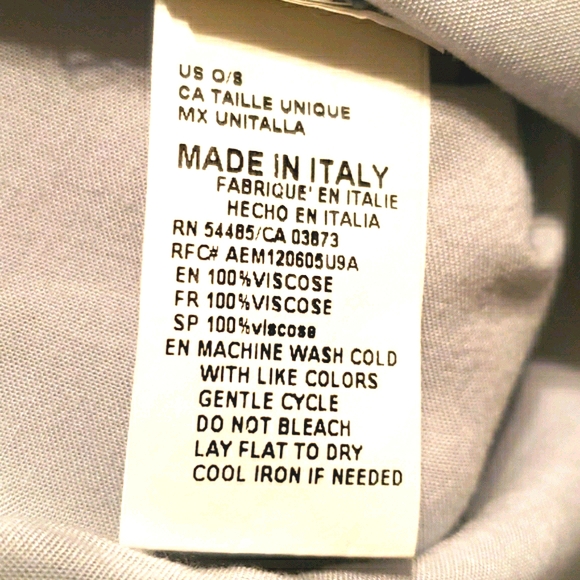 US O/S
CA TAILLE UNIQUE
MX UNITALLA
MADE IN ITALY
FABRIQUE' EN ITALIE
HECHO EN ITALIA
RN 54485/CA 03873
RFC# AEM120605U9A
EN 100%VISCOSE
FR 100%VISCOSE
SP 100%viscose
EN MACHINE WASH COLD
WITH LIKE COLORS
GENTLE CYCLE
DO NOT BLEACH
LAY FLAT TO DRY
COOL IRON IF NEEDED